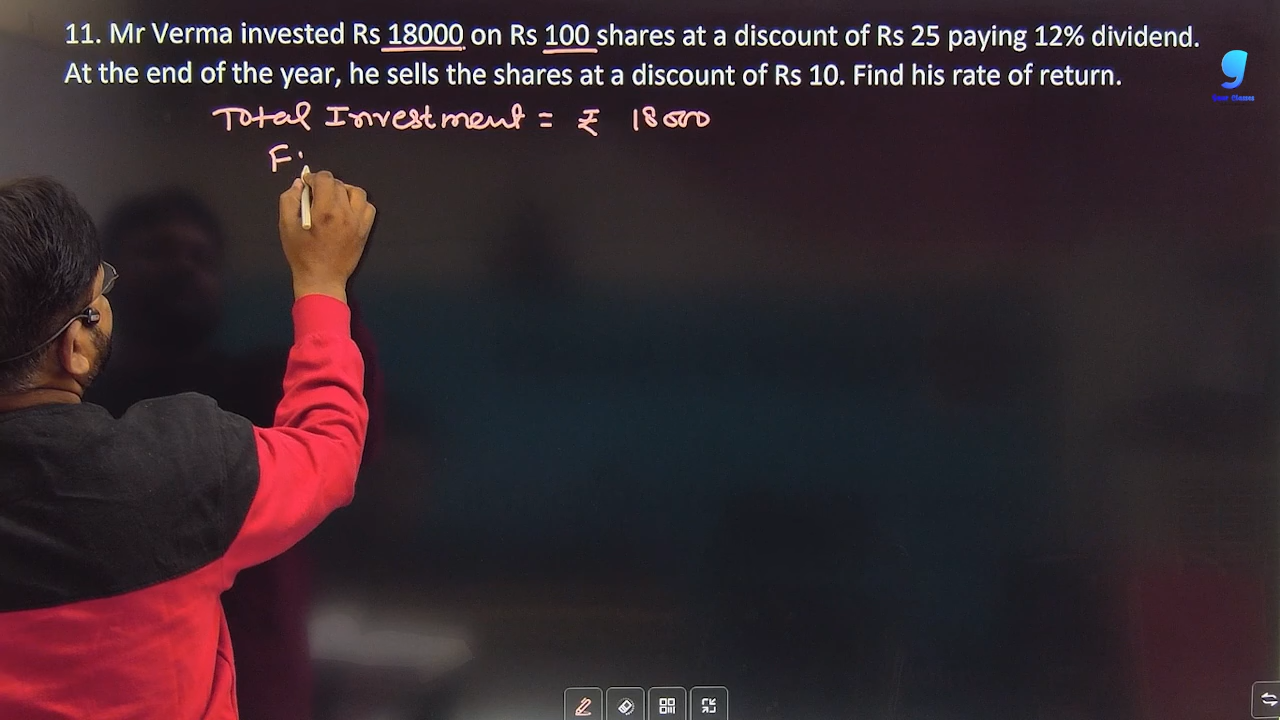 11. Mr Verma invested Rs 18000 on Rs 100 shares at a discount of Rs 25 paying 12% dividend.
At the end of the year, he sells the shares at a discount of Rs 10. Find his rate of return.
Total Investment = ₹ 18000
F.
g